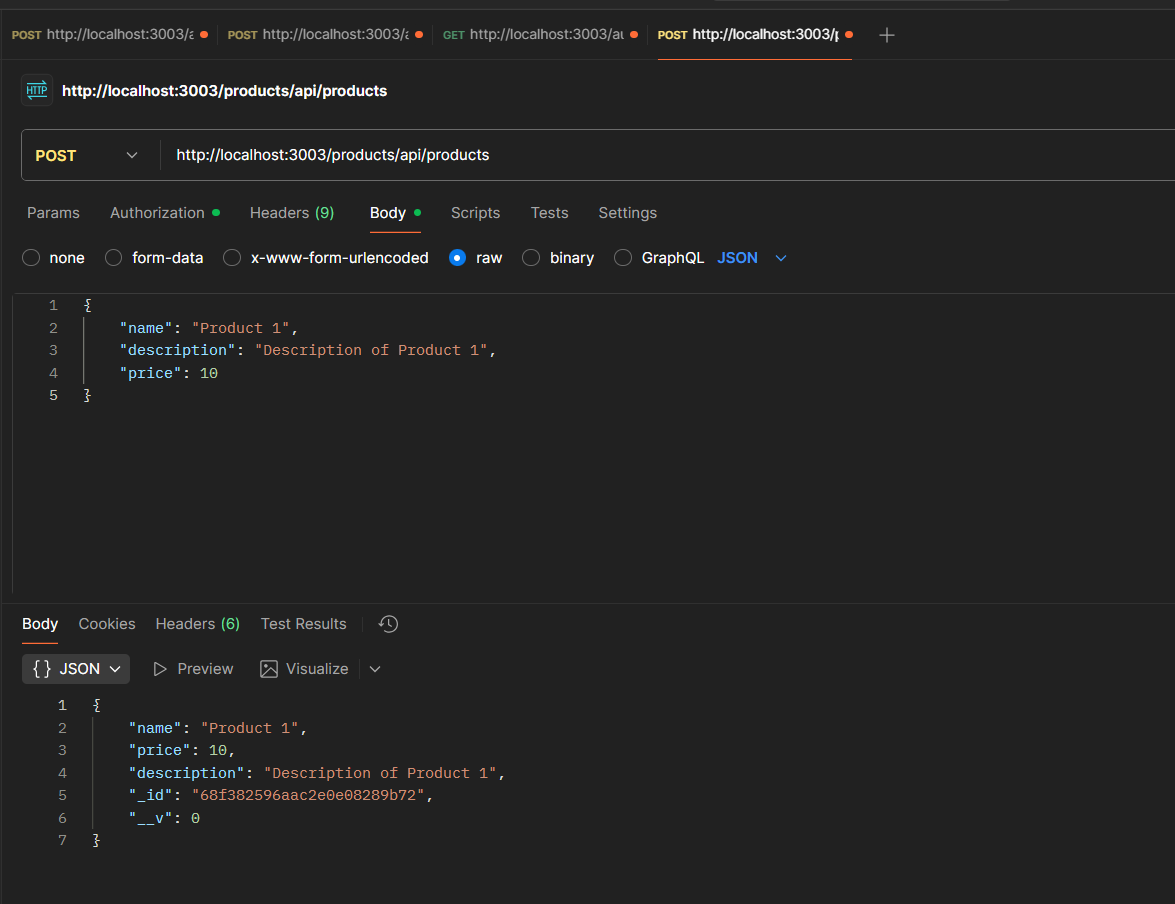 POST http://localhost:3003/a POST http://localhost:3003/a GET http://localhost:3003/au POST http://localhost:3003/p
HTTP http://localhost:3003/products/api/products
POST http://localhost:3003/products/api/products
Params Authorization Headers (9) Body Scripts Tests Settings
none form-data x-www-form-urlencoded raw binary GraphQL JSON
1 {
2 "name": "Product 1",
3 "description": "Description of Product 1",
4 "price": 10
5 }
Body Cookies Headers (6) Test Results
{} JSON Preview Visualize
1 {
2 "name": "Product 1",
3 "price": 10,
4 "description": "Description of Product 1",
5 "_id": "68f382596aac2e0e08289b72",
6 "__v": 0
7 }